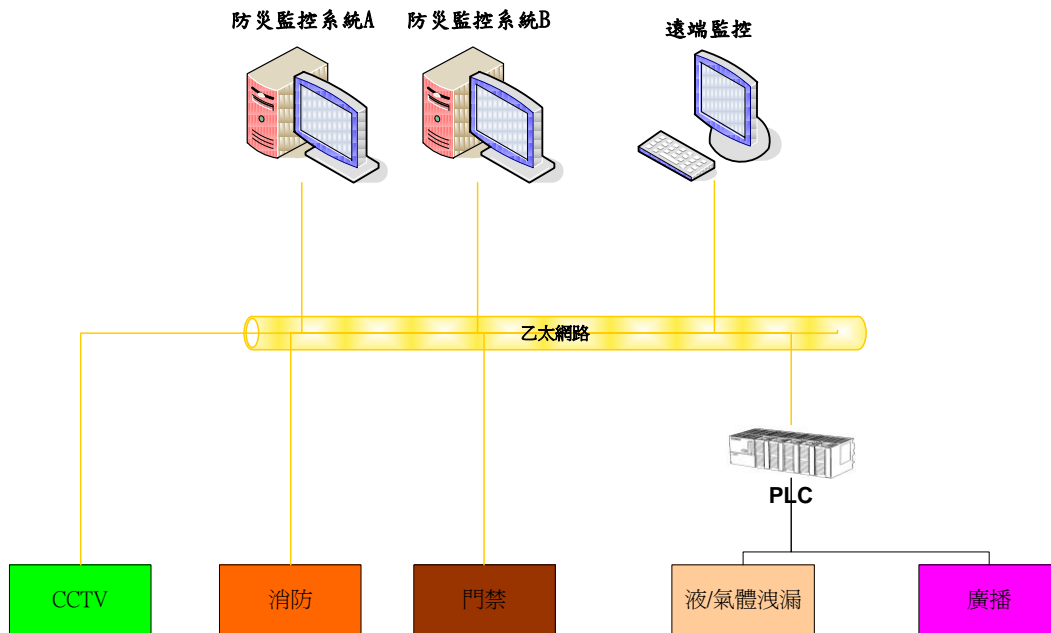 防災監控系統A
防災監控系統B
遠端監控
乙太網路
PLC
CCTV
消防
門禁
液/氣體洩漏
廣播